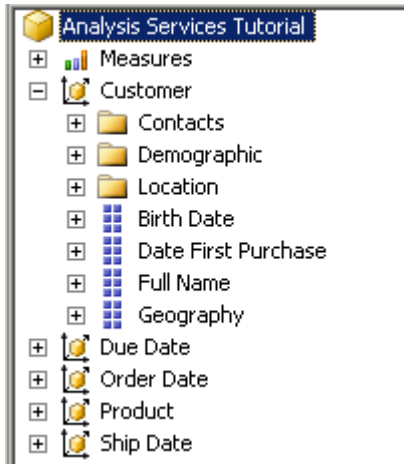 Analysis Services Tutorial
Measures
Customer
Contacts
Demographic
Location
Birth Date
Date First Purchase
Full Name
Geography
Due Date
Order Date
Product
Ship Date